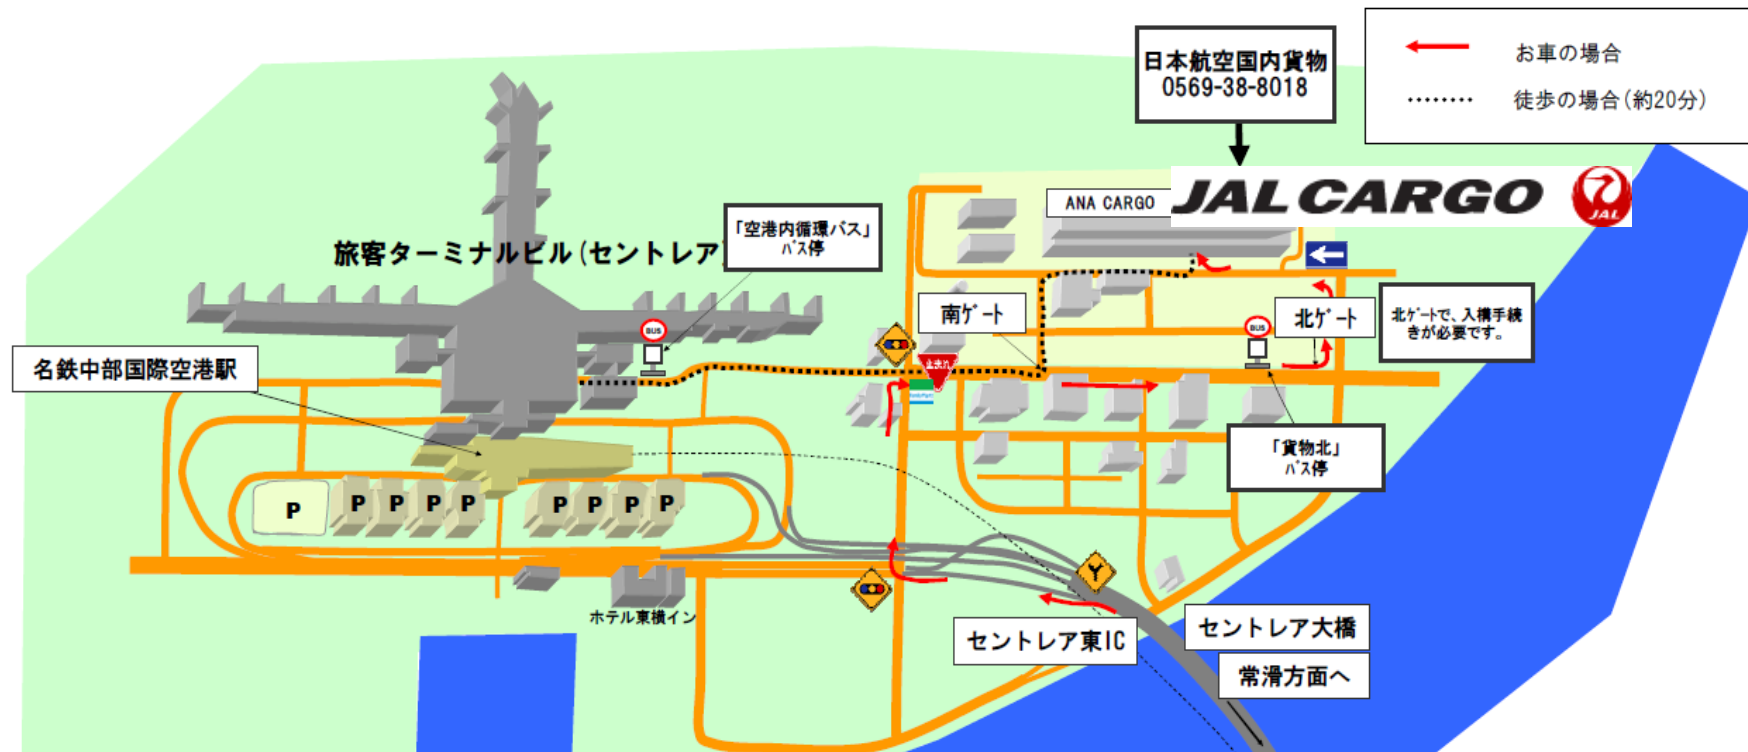 お車の場合
徒歩の場合(約20分)
日本航空国内貨物
0569-38-8018
ANA CARGO
JAL CARGO
JAL
「空港内循環バス」
バス停
旅客ターミナルビル(セントレア)
BUS
南ゲート
BUS
北ゲート
北ゲートで、入構手続
きが必要です。
名鉄中部国際空港駅
止まれ
FamilyMart
「貨物北」
バス停
P
P
P
P
P
P
P
P
P
ホテル東横イン
セントレア東IC
セントレア大橋
常滑方面へ